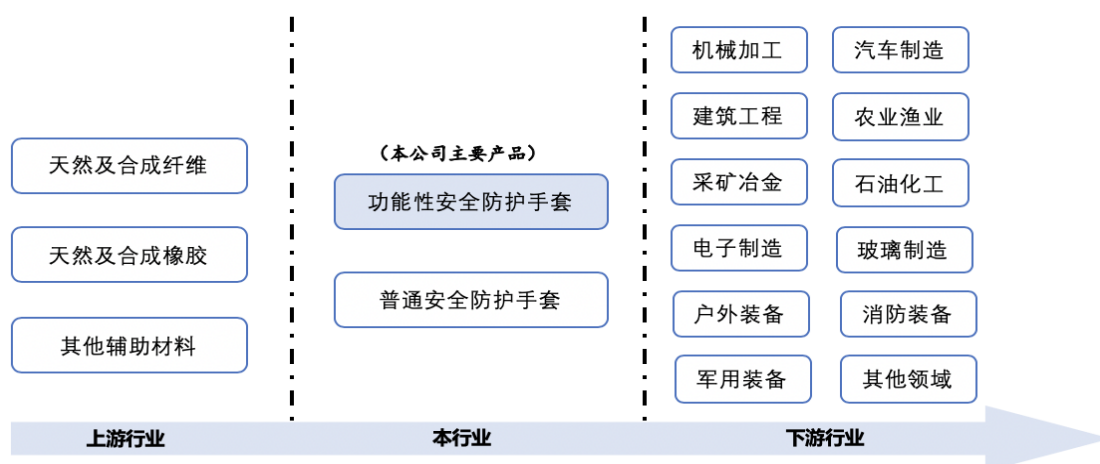 天然及合成纤维
天然及合成橡胶
其他辅助材料
(本公司主要产品)
功能性安全防护手套
普通安全防护手套
机械加工
汽车制造
建筑工程
农业渔业
采矿冶金
石油化工
电子制造
玻璃制造
户外装备
消防装备
军用装备
其他领域
上游行业
本行业
下游行业